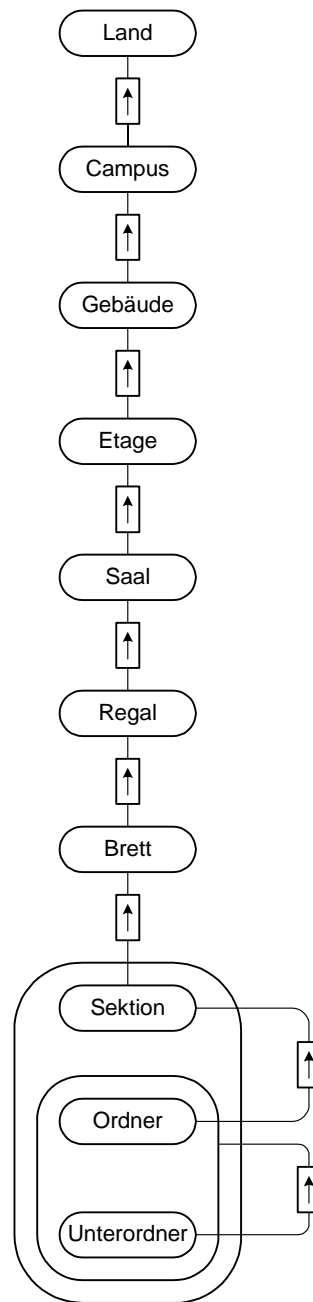 Land
Campus
Gebäude
Etage
Saal
Regal
Brett
Sektion
Ordner
Unterordner